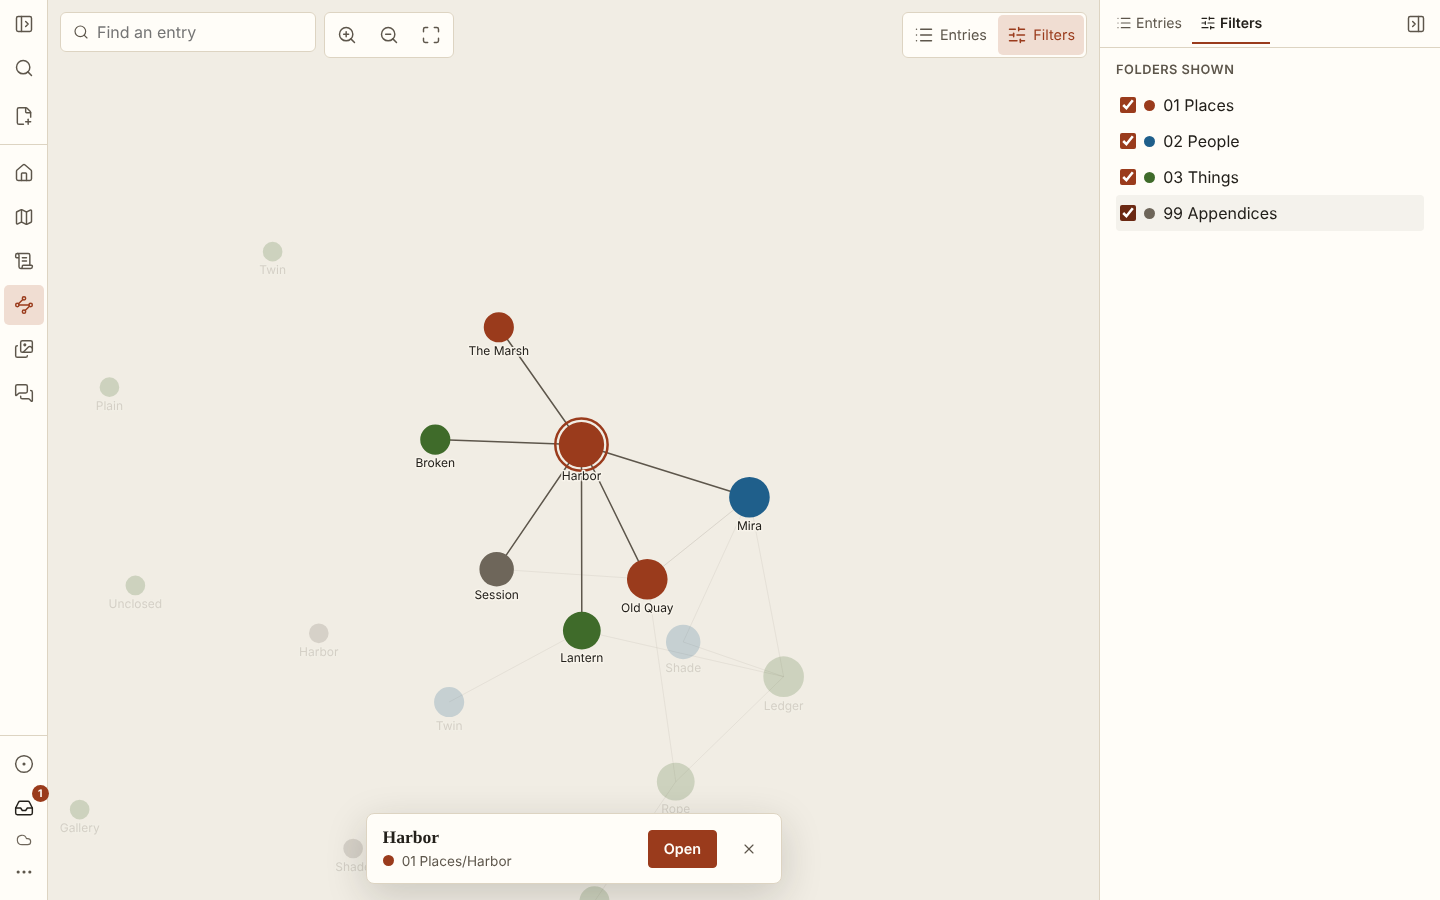 Find an entry
Entries
Filters
Entries
Filters
FOLDERS SHOWN
01 Places
02 People
03 Things
99 Appendices
Twin
The Marsh
Plain
Broken
Harbor
Mira
Session
Old Quay
Unclosed
Harbor
Lantern
Shade
Ledger
Twin
1
Gallery
Rope
Shade
Harbor
01 Places/Harbor
Open